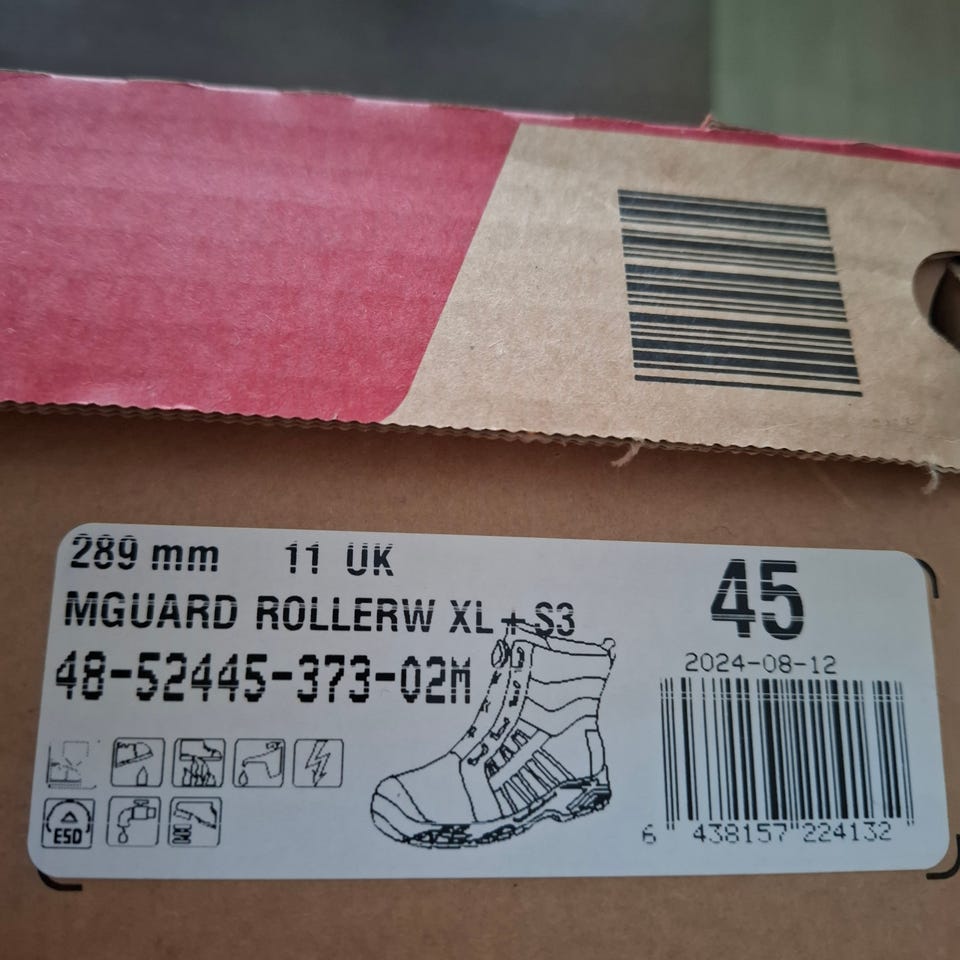 289 mm 11 UK
45
MGUARD ROLLERW XL+ S3
2024-08-12
48-52445-373-02M
ESD
6 438157 224132